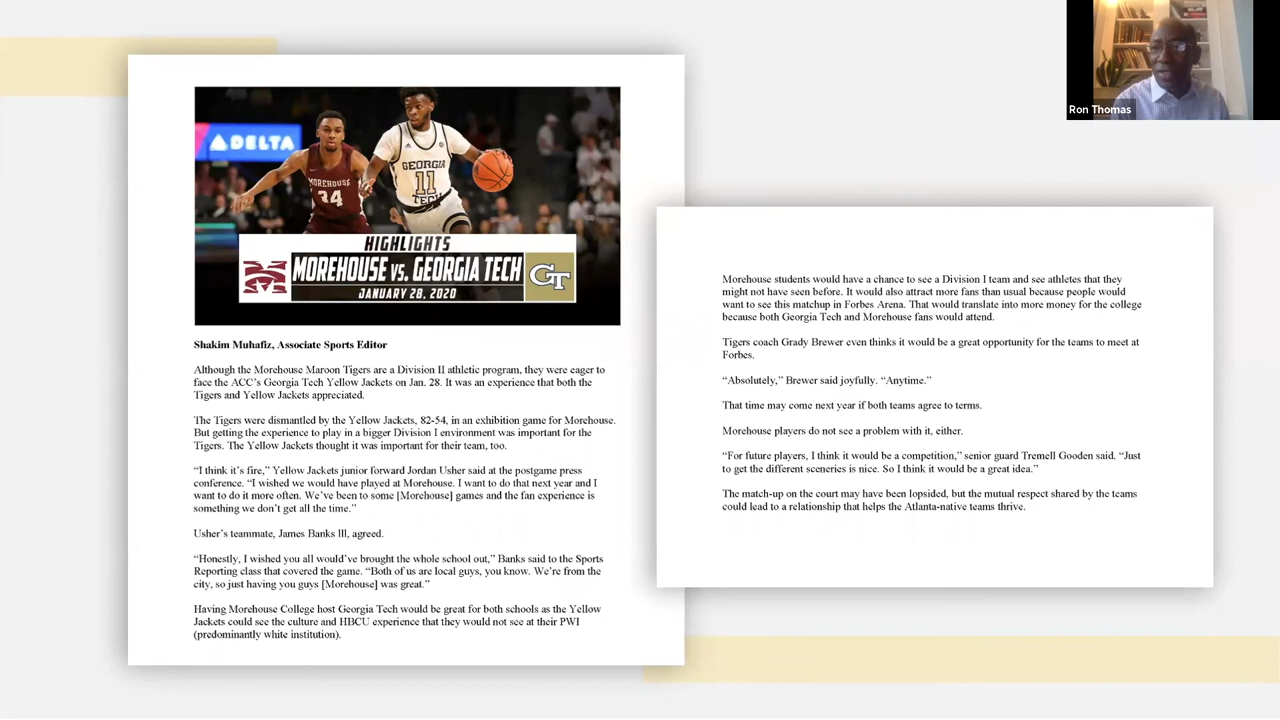 DELTA
MOREHOUSE
34
GEORGIA
11
TECH
HIGHLIGHTS
MOREHOUSE VS. GEORGIA TECH
GT
JANUARY 28, 2020
Shakim Muhafiz, Associate Sports Editor
Although the Morehouse Maroon Tigers are a Division II athletic program, they were eager to
face the ACC’s Georgia Tech Yellow Jackets on Jan. 28. It was an experience that both the
Tigers and Yellow Jackets appreciated.
The Tigers were dismantled by the Yellow Jackets, 82-54, in an exhibition game for Morehouse.
But getting the experience to play in a bigger Division I environment was important for the
Tigers. The Yellow Jackets thought it was important for their team, too.
“I think it’s fire,” Yellow Jackets junior forward Jordan Usher said at the postgame press
conference. “I wished we would have played at Morehouse. I want to do that next year and I
want to do it more often. We’ve been to some [Morehouse] games and the fan experience is
something we don’t get all the time.”
Usher’s teammate, James Banks lll, agreed.
“Honestly, I wished you all would’ve brought the whole school out,” Banks said to the Sports
Reporting class that covered the game. “Both of us are local guys, you know. We’re from the
city, so just having you guys [Morehouse] was great.”
Having Morehouse College host Georgia Tech would be great for both schools as the Yellow
Jackets could see the culture and HBCU experience that they would not see at their PWI
(predominantly white institution).
Morehouse students would have a chance to see a Division I team and see athletes that they
might not have seen before. It would also attract more fans than usual because people would
want to see this matchup in Forbes Arena. That would translate into more money for the college
because both Georgia Tech and Morehouse fans would attend.
Tigers coach Grady Brewer even thinks it would be a great opportunity for the teams to meet at
Forbes.
“Absolutely,” Brewer said joyfully. “Anytime.”
That time may come next year if both teams agree to terms.
Morehouse players do not see a problem with it, either.
“For future players, I think it would be a competition,” senior guard Tremell Gooden said. “Just
to get the different sceneries is nice. So I think it would be a great idea.”
The match-up on the court may have been lopsided, but the mutual respect shared by the teams
could lead to a relationship that helps the Atlanta-native teams thrive.
Ron Thomas